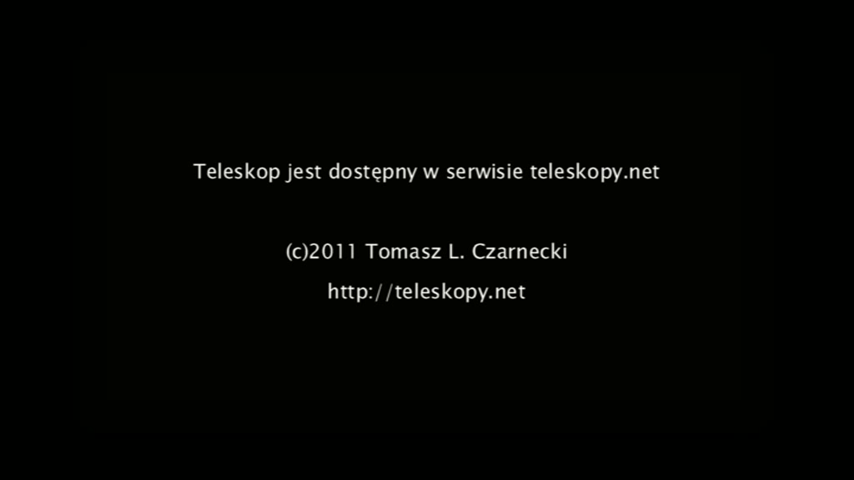 Teleskop jest dostępny w serwisie teleskopy.net
(c)2011 Tomasz L. Czarnecki
http://teleskopy.net